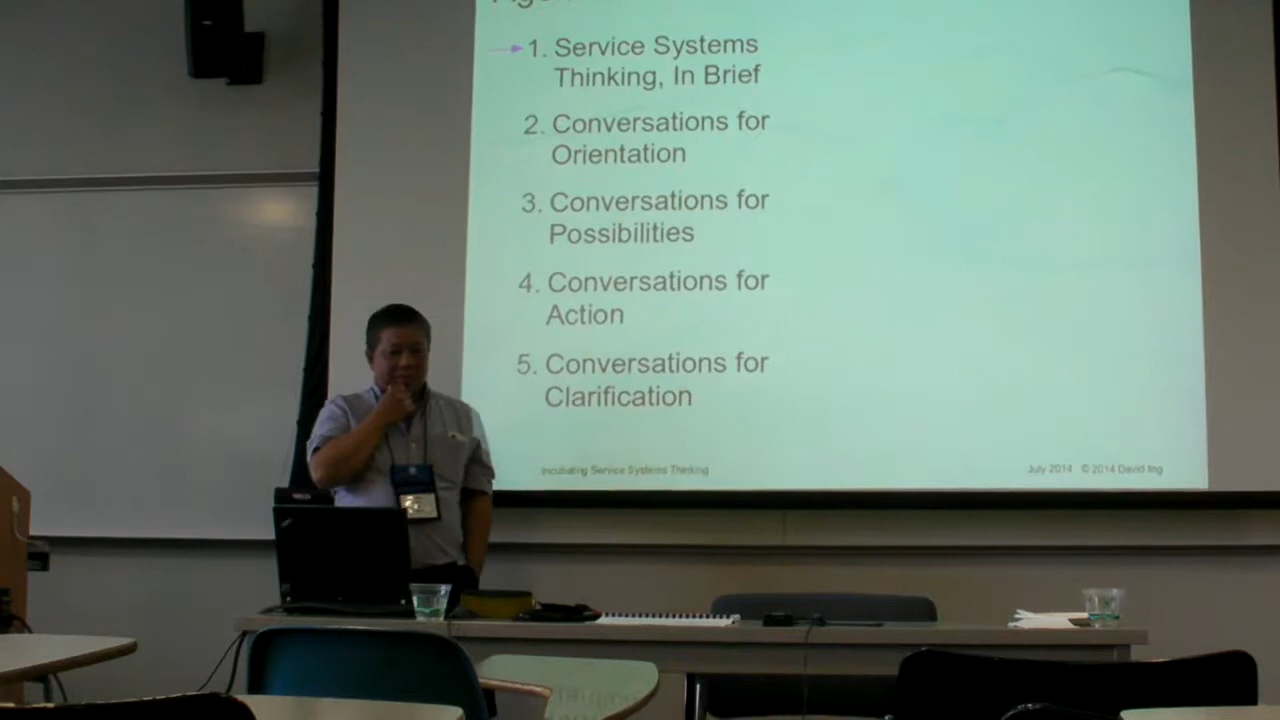 1. Service Systems
Thinking, In Brief
2. Conversations for
Orientation
3. Conversations for
Possibilities
4. Conversations for
Action
5. Conversations for
Clarification
Incubating Service Systems Thinking
July 2014 © 2014 David Ing